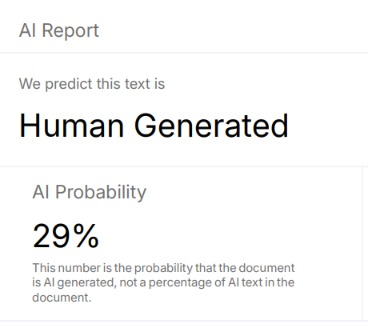 AI Report
We predict this text is
Human Generated
AI Probability
29%
This number is the probability that the document
is AI generated, not a percentage of AI text in the
document.